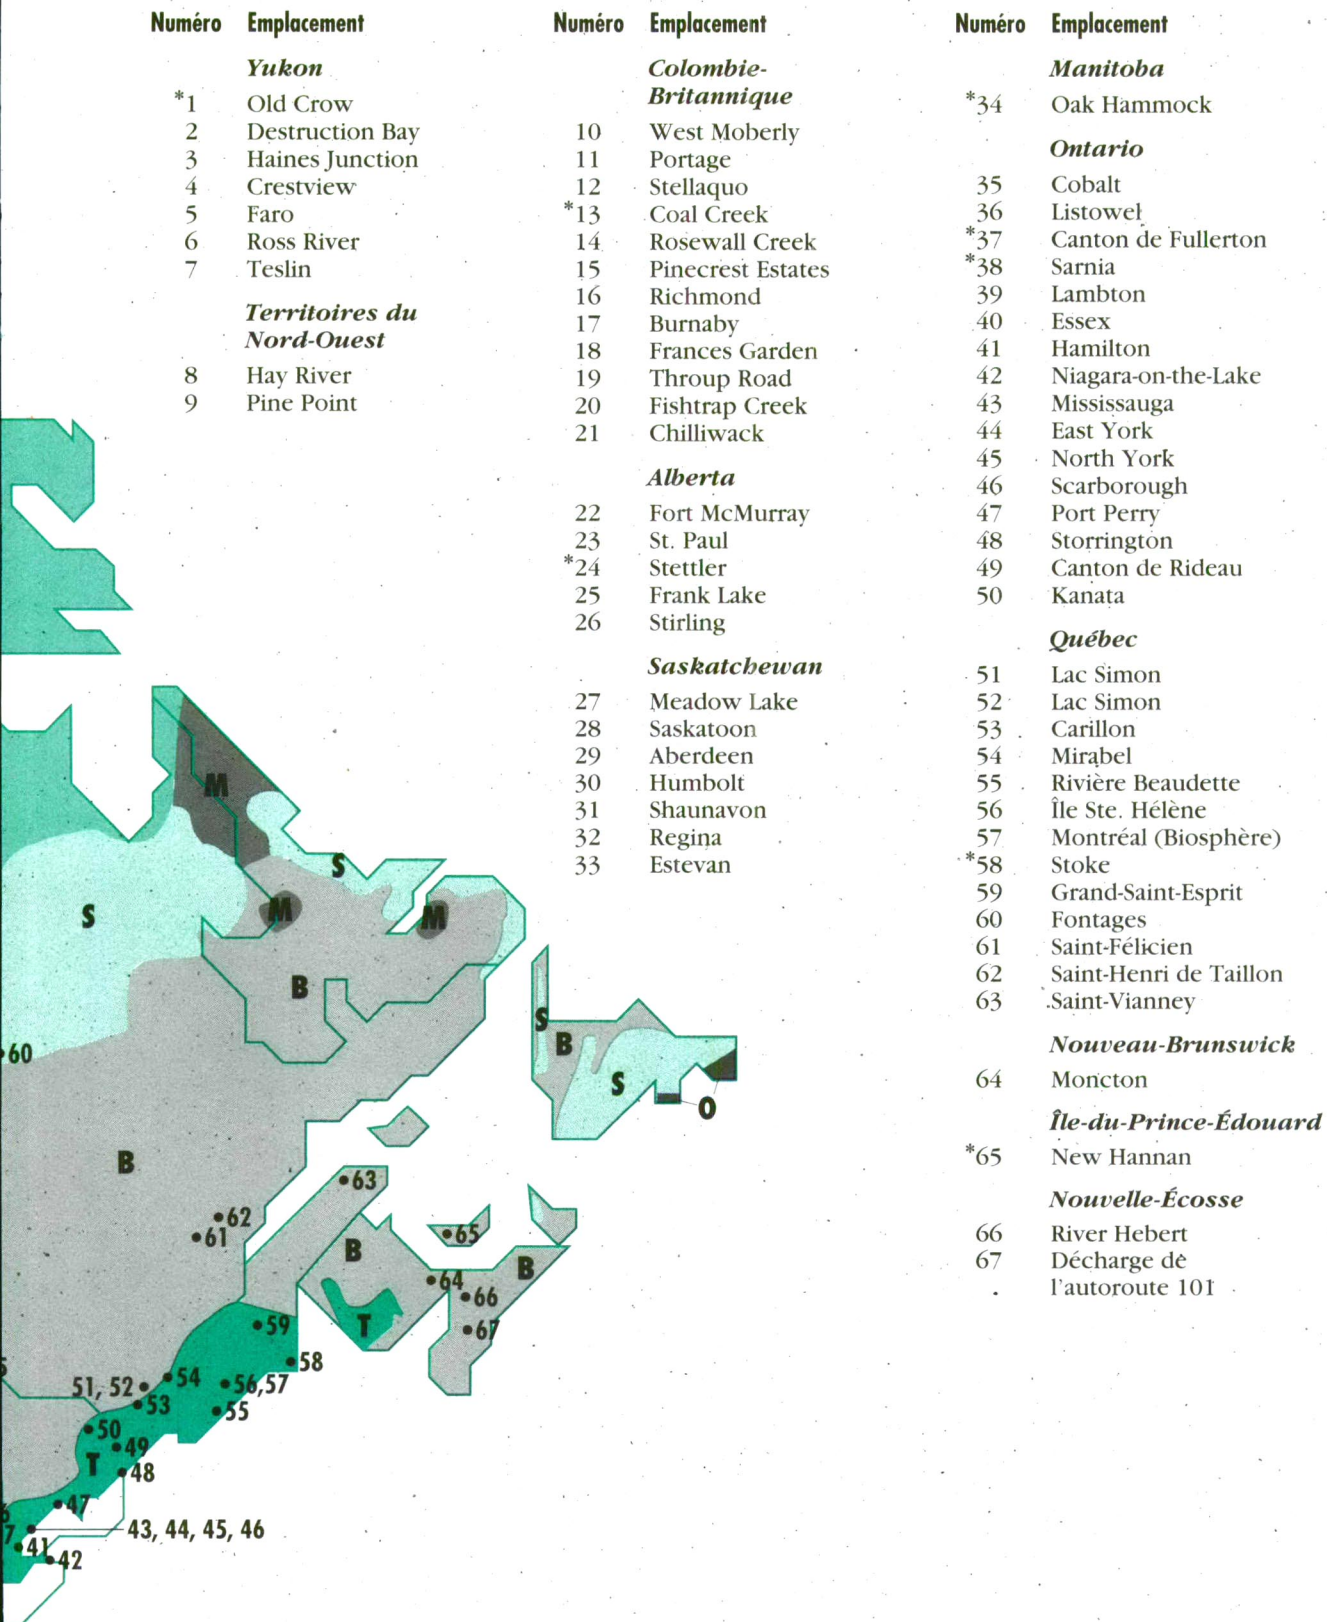 Numéro Emplacement
Yukon
*1 Old Crow
2 Destruction Bay
3 Haines Junction
4 Crestview
5 Faro
6 Ross River
7 Teslin
Territoires du
Nord-Ouest
8 Hay River
9 Pine Point
Numéro Emplacement
Colombie-
Britannique
10 West Moberly
11 Portage
12 Stellaquo
*13 Coal Creek
14 Rosewall Creek
15 Pinecrest Estates
16 Richmond
17 Burnaby
18 Frances Garden
19 Throup Road
20 Fishtrap Creek
21 Chilliwack
Alberta
22 Fort McMurray
23 St. Paul
*24 Stettler
25 Frank Lake
26 Stirling
Saskatchewan
27 Meadow Lake
28 Saskatoon
29 Aberdeen
30 Humbolt
31 Shaunavon
32 Regina
33 Estevan
Numéro Emplacement
Manitoba
*34 Oak Hammock
Ontario
35 Cobalt
36 Listowel
*37 Canton de Fullerton
*38 Sarnia
39 Lambton
40 Essex
41 Hamilton
42 Niagara-on-the-Lake
43 Mississauga
44 East York
45 North York
46 Scarborough
47 Port Perry
48 Storrington
49 Canton de Rideau
50 Kanata
Québec
51 Lac Simon
52 Lac Simon
53 Carillon
54 Mirabel
55 Rivière Beaudette
56 Île Ste. Hélène
57 Montréal (Biosphère)
*58 Stoke
59 Grand-Saint-Esprit
60 Fontages
61 Saint-Félicien
62 Saint-Henri de Taillon
63 Saint-Vianney
Nouveau-Brunswick
64 Moncton
Île-du-Prince-Édouard
*65 New Hannan
Nouvelle-Écosse
66 River Hebert
67 Décharge de
l'autoroute 101
M
S
S
M
M
B
S
B
60
S
O
B
63
62
61
65
B
B
64
66
59
T
67
58
54
51, 52
56,57
53
55
50
49
T
48
47
43, 44, 45, 46
7
41
42